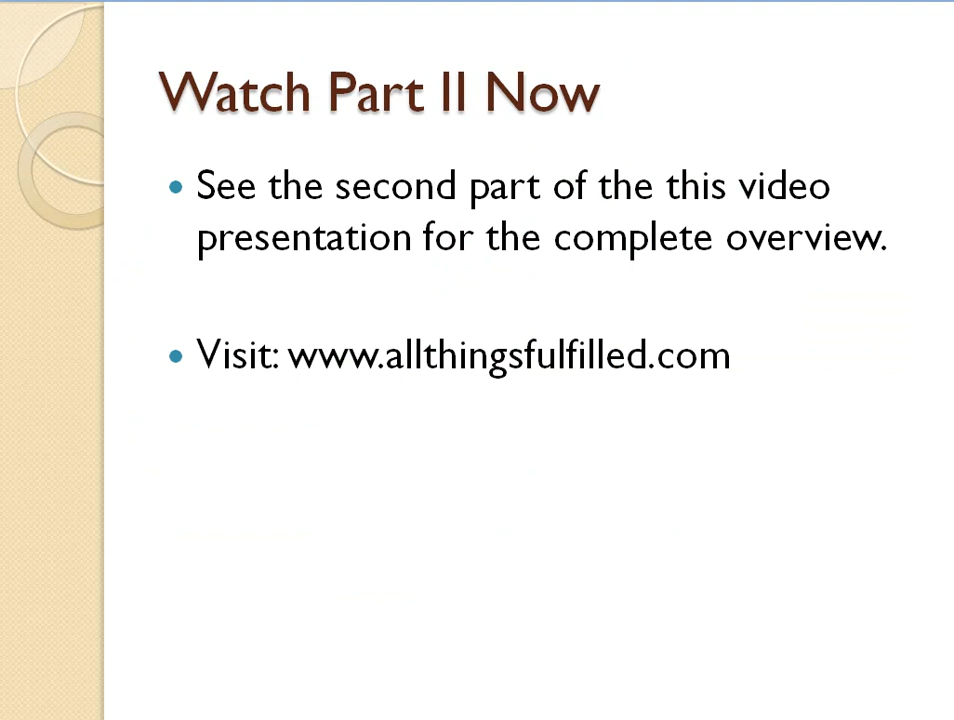 Watch Part II Now
See the second part of the this video
presentation for the complete overview.
Visit: www.allthingsfulfilled.com